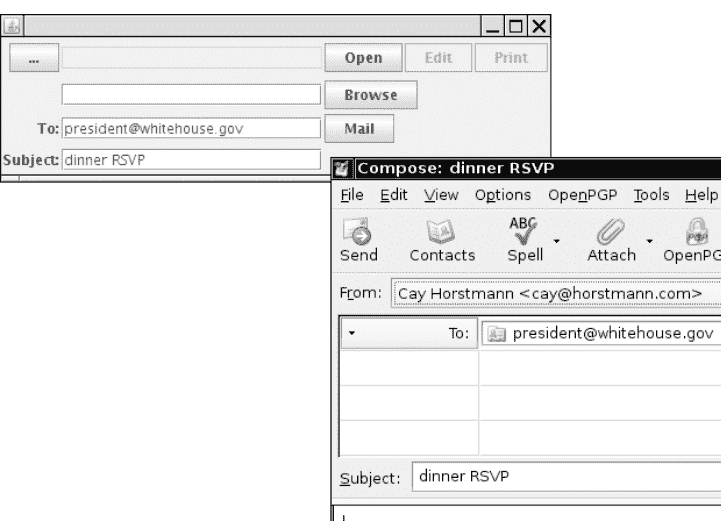 ... Open Edit Print
Browse
To: president@whitehouse.gov Mail
Subject: dinner RSVP
Compose: dinner RSVP
File Edit View Options OpenPGP Tools Help
ABC
PGP
Send Contacts Spell Attach OpenPG
From: Cay Horstmann <cay@horstmann.com>
To: president@whitehouse.gov
Subject: dinner RSVP